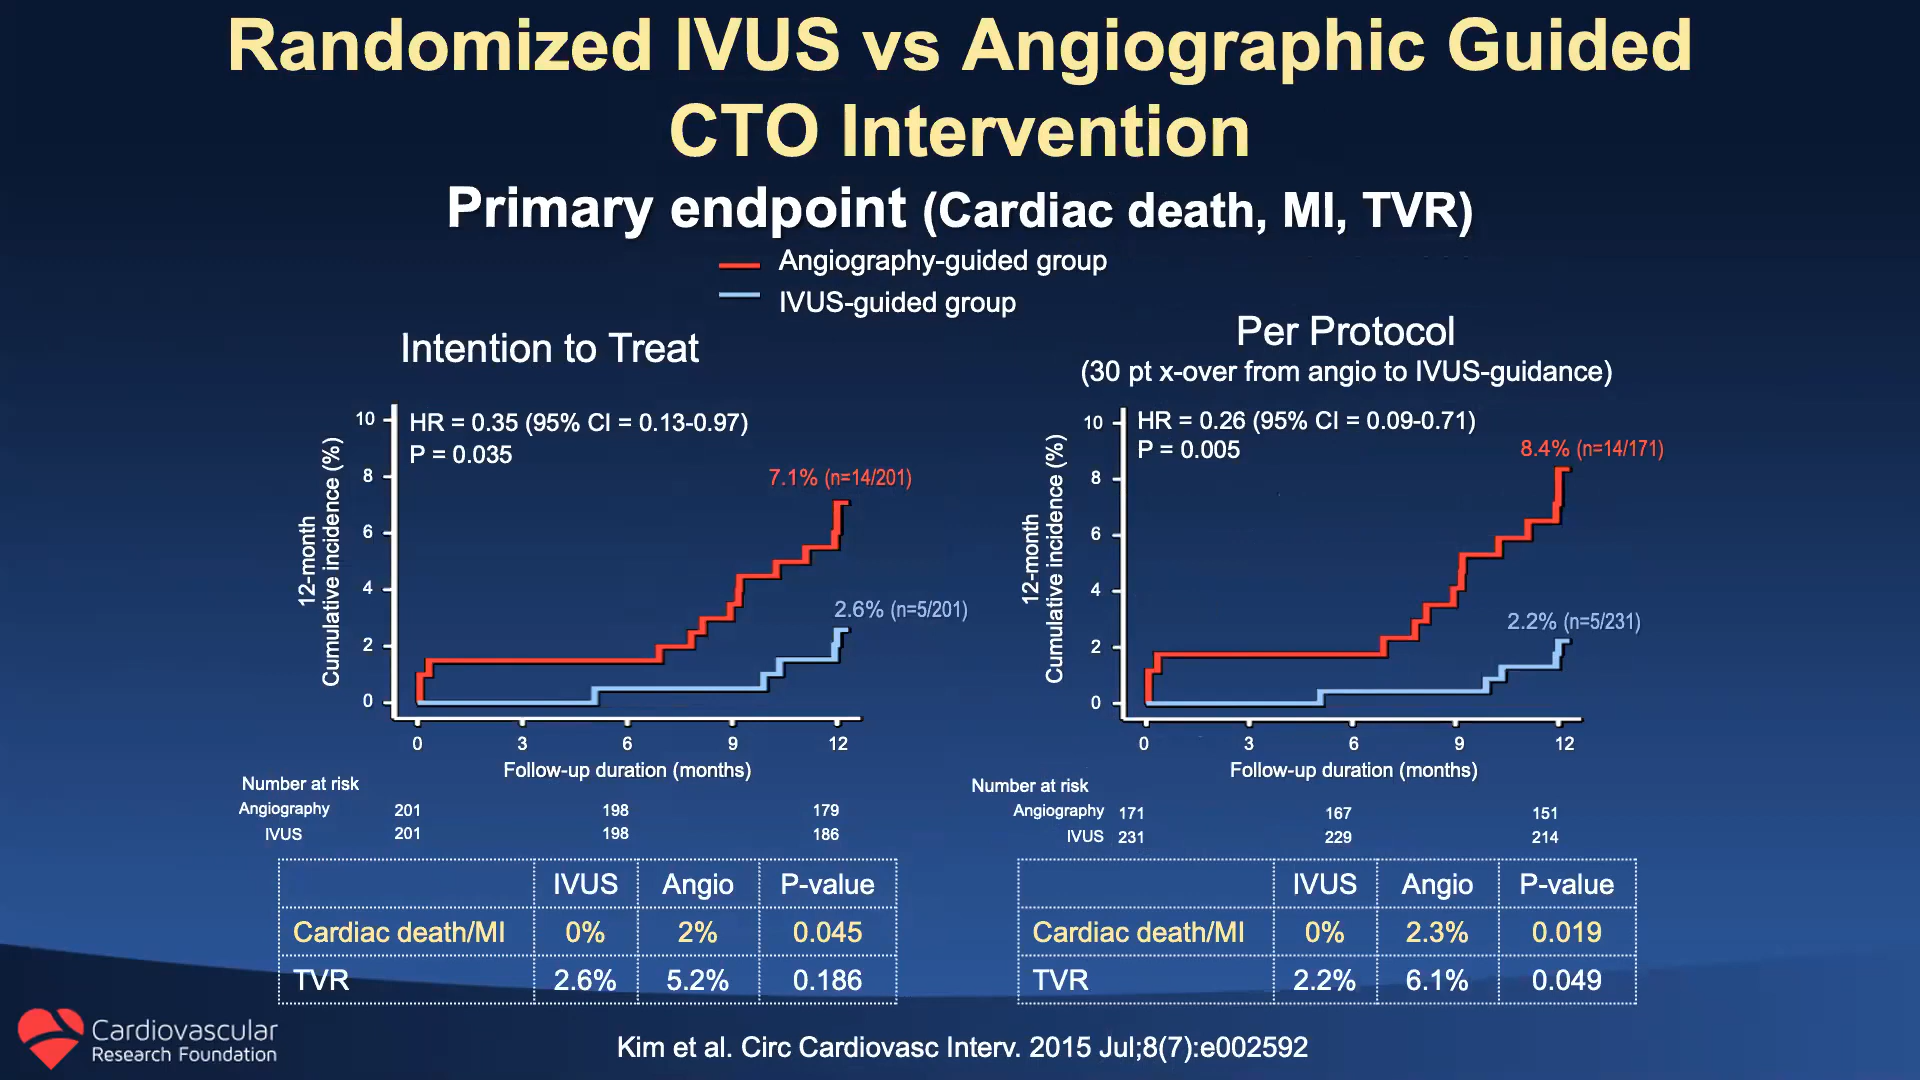 Randomized IVUS vs Angiographic Guided
CTO Intervention
Primary endpoint (Cardiac death, MI, TVR)
Angiography-guided group
IVUS-guided group
Intention to Treat
12-month
Cumulative incidence (%)
10
8
6
4
2
0
HR = 0.35 (95% CI = 0.13-0.97)
P = 0.035
7.1% (n=14/201)
2.6% (n=5/201)
0 3 6 9 12
Follow-up duration (months)
Number at risk
Angiography 201 198 179
IVUS 201 198 186
IVUS Angio P-value
Cardiac death/MI 0% 2% 0.045
TVR 2.6% 5.2% 0.186
Per Protocol
(30 pt x-over from angio to IVUS-guidance)
12-month
Cumulative incidence (%)
10
8
6
4
2
0
HR = 0.26 (95% CI = 0.09-0.71)
P = 0.005
8.4% (n=14/171)
2.2% (n=5/231)
0 3 6 9 12
Follow-up duration (months)
Number at risk
Angiography 171 167 151
IVUS 231 229 214
IVUS Angio P-value
Cardiac death/MI 0% 2.3% 0.019
TVR 2.2% 6.1% 0.049
Cardiovascular
Research Foundation
Kim et al. Circ Cardiovasc Interv. 2015 Jul;8(7):e002592